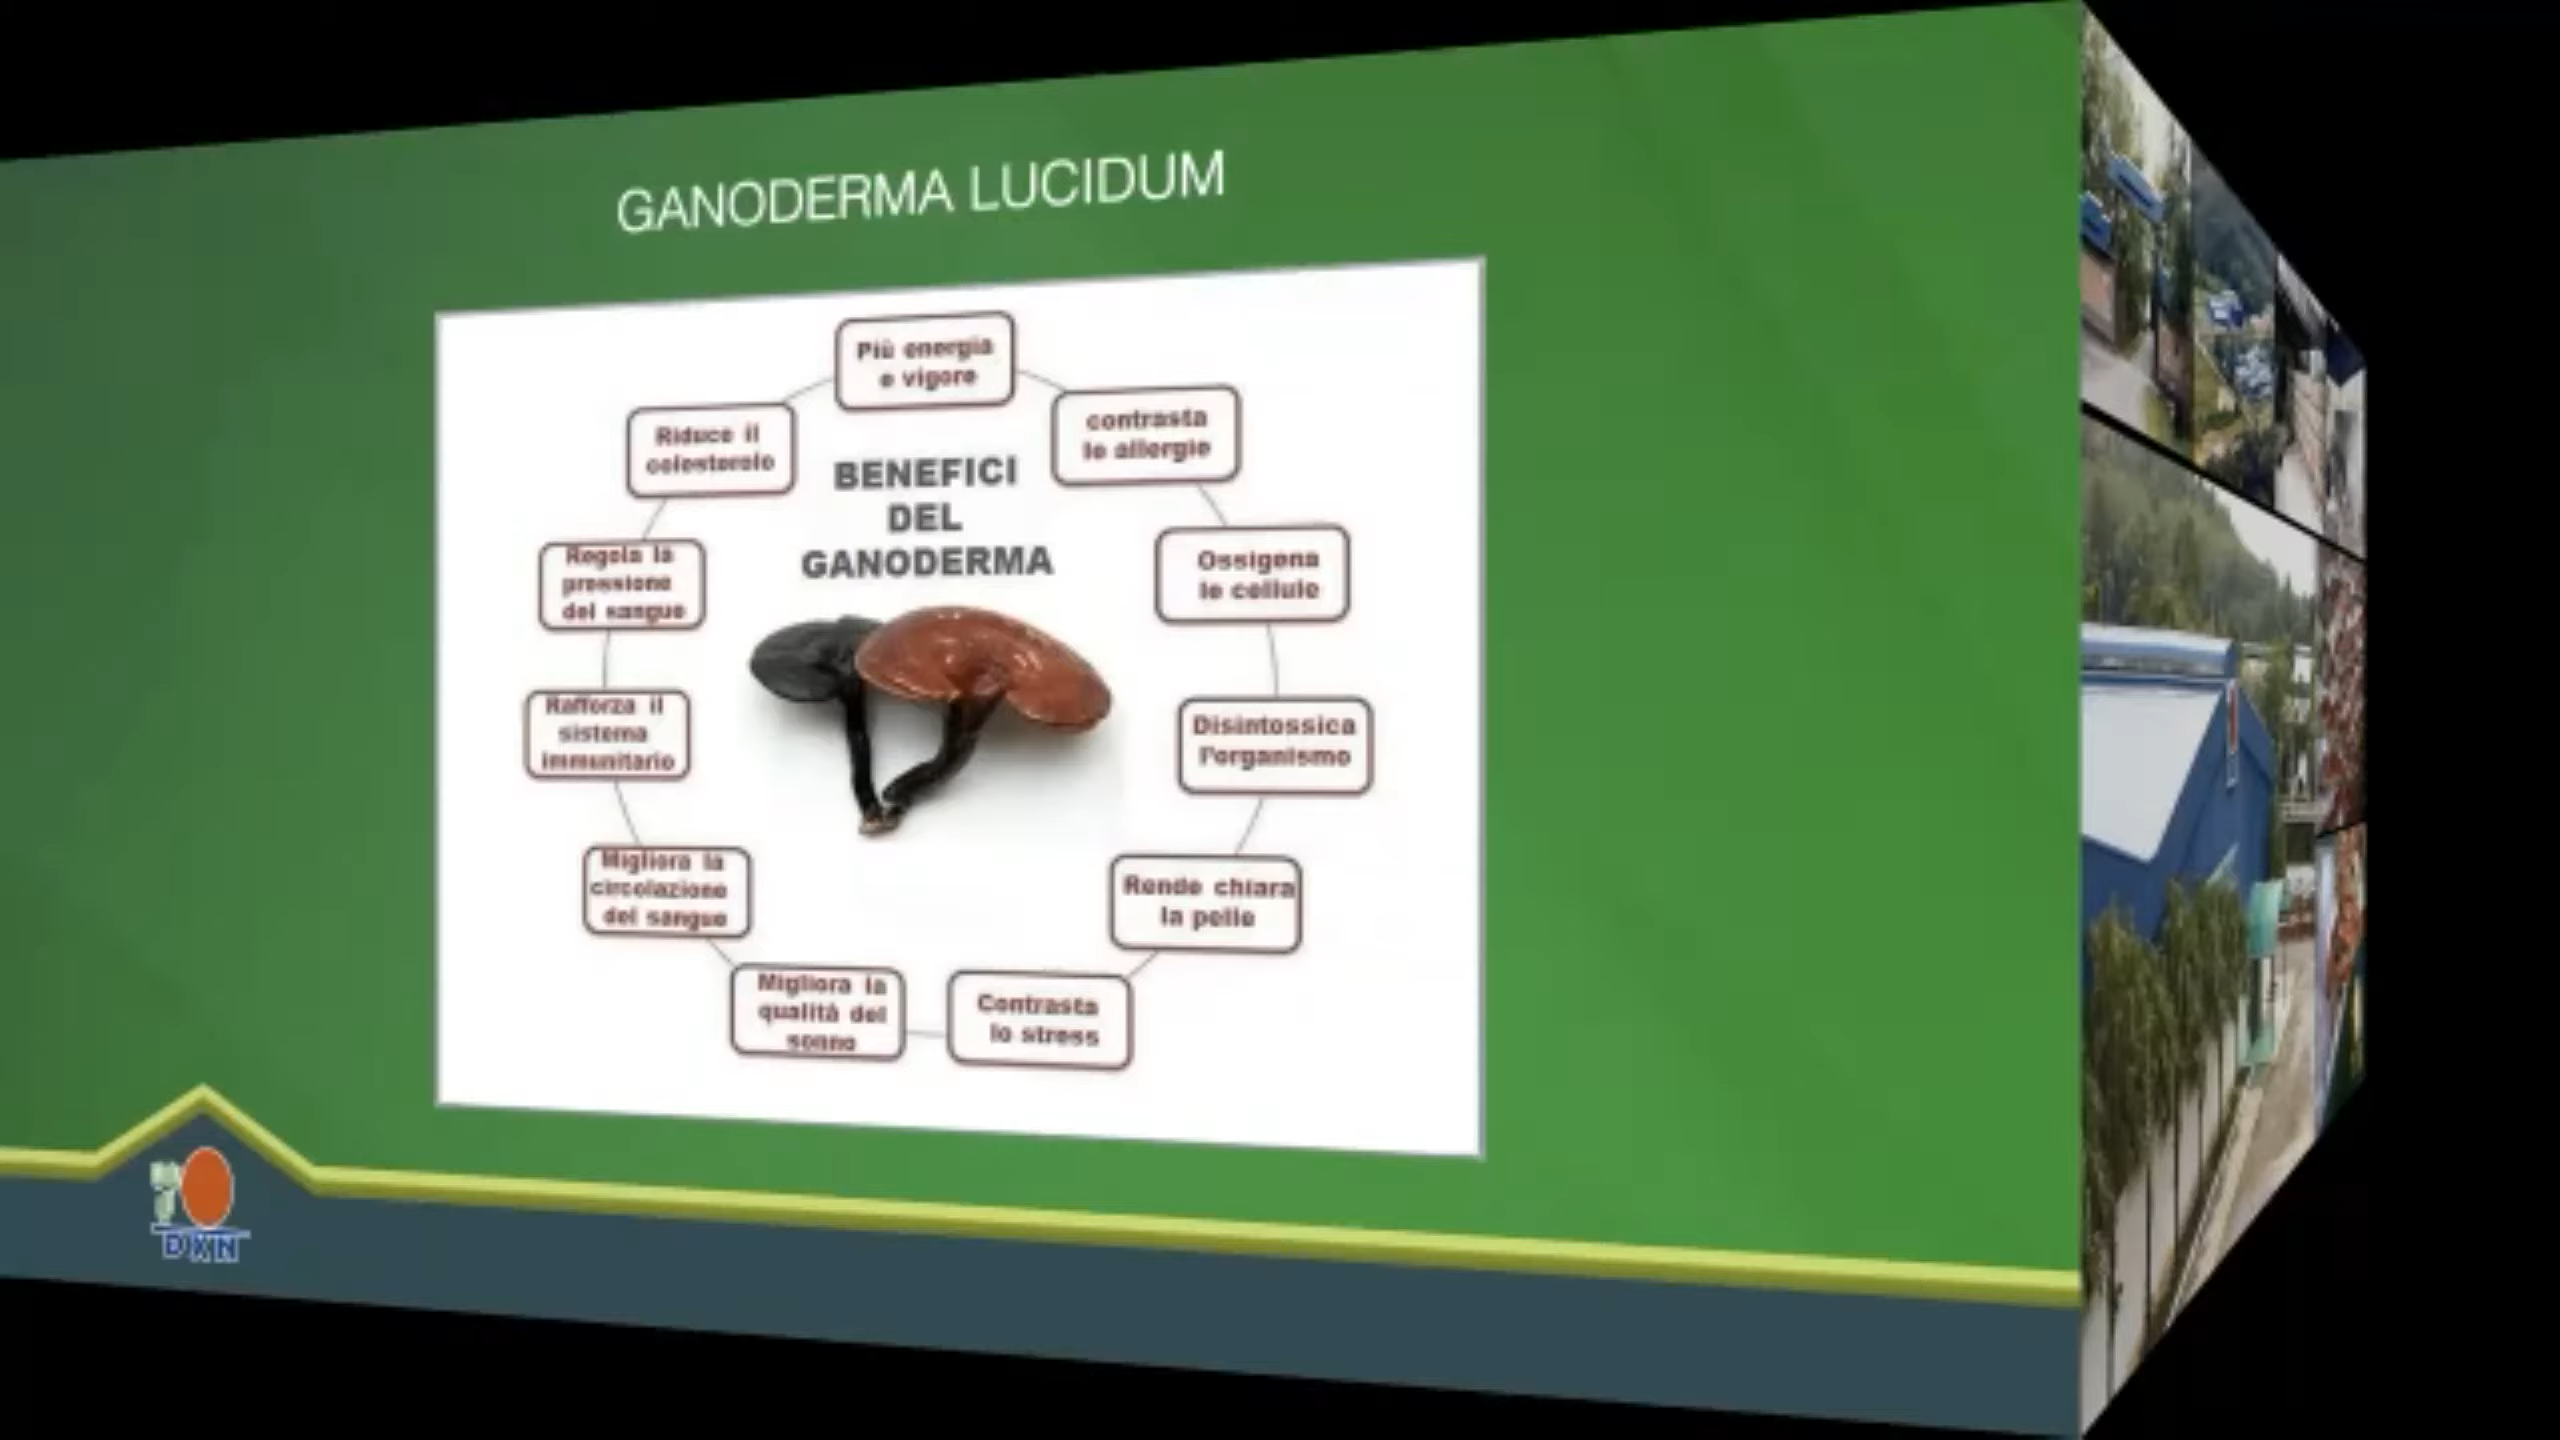 GANODERMA LUCIDUM
Più energia
e vigore
contrasta
le allergie
Ossigena
le cellule
Disintossica
l'organismo
Rende chiara
la pelle
Contrasta
lo stress
Migliora la
qualità del
sonno
Migliora la
circolazione
del sangue
Rafforza il
sistema
immunitario
Regola la
pressione
del sangue
Riduce il
colesterolo
BENEFICI
DEL
GANODERMA
DXN